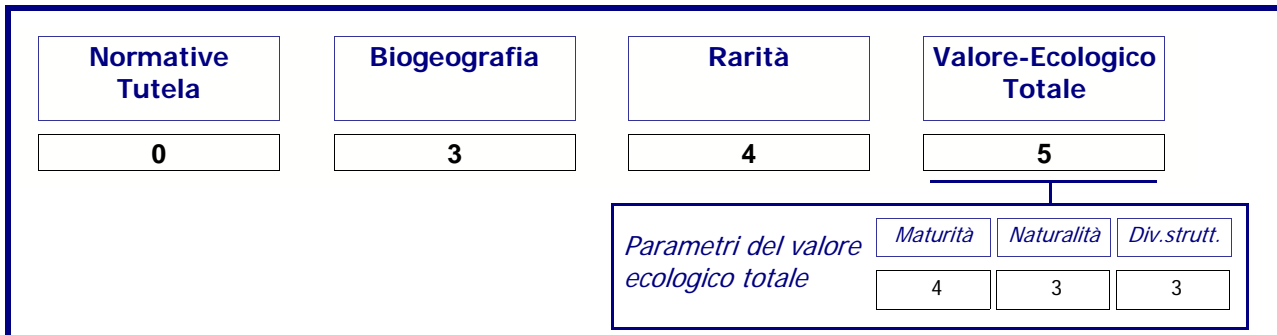 Normative Tutela
Biogeografia
Rarità
Valore-Ecologico Totale
0
3
4
5
Parametri del valore ecologico totale
Maturità
Naturalità
Div.strutt.
4
3
3